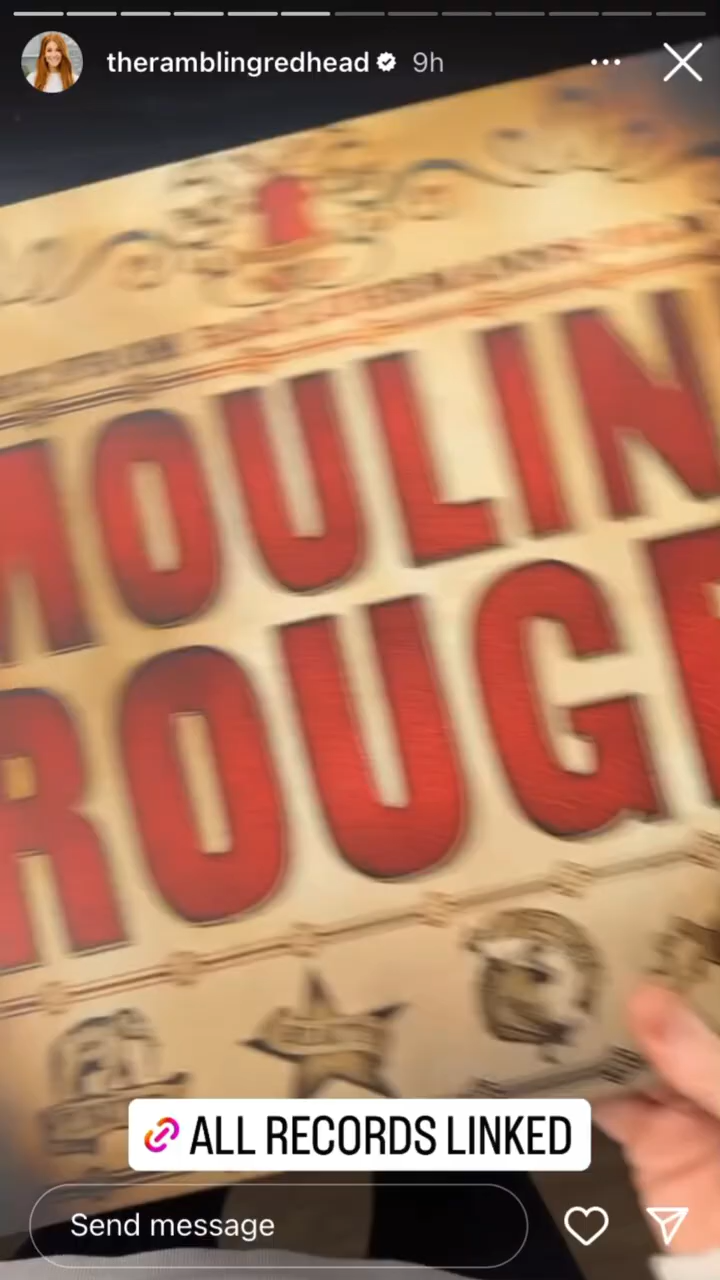 theramblingredhead 9h
MOULIN
ROUGE
ALL RECORDS LINKED
Send message